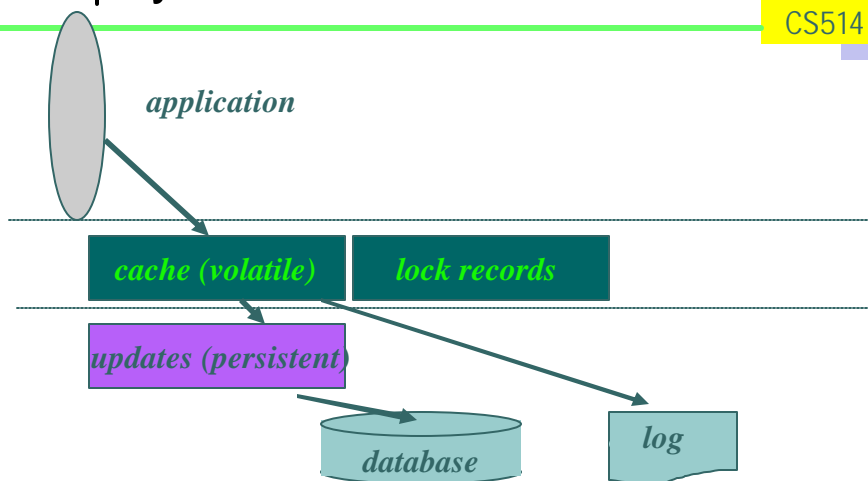 CS514
application
cache (volatile)
lock records
updates (persistent)
database
log